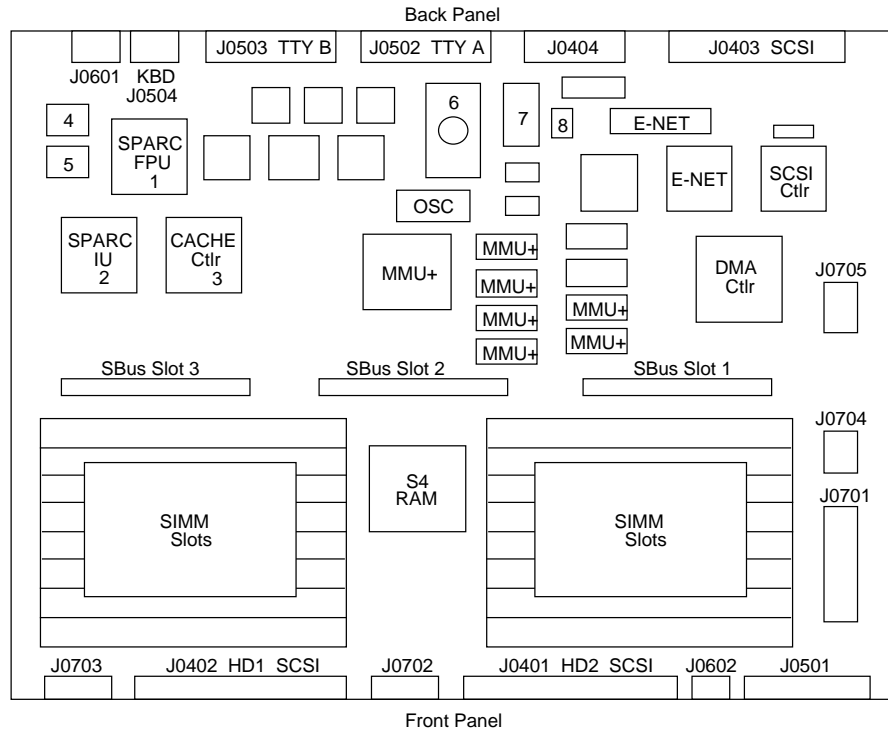 Back Panel
J0503 TTY B
J0502 TTY A
J0404
J0403 SCSI
J0601
KBD
J0504
4
5
SPARC
FPU
1
6
7
8
E-NET
E-NET
SCSI
Ctlr
OSC
SPARC
IU
2
CACHE
Ctlr
3
MMU+
MMU+
MMU+
MMU+
MMU+
MMU+
MMU+
DMA
Ctlr
J0705
SBus Slot 3
SBus Slot 2
SBus Slot 1
J0704
S4
RAM
J0701
SIMM
Slots
SIMM
Slots
J0703
J0402 HD1 SCSI
J0702
J0401 HD2 SCSI
J0602
J0501
Front Panel